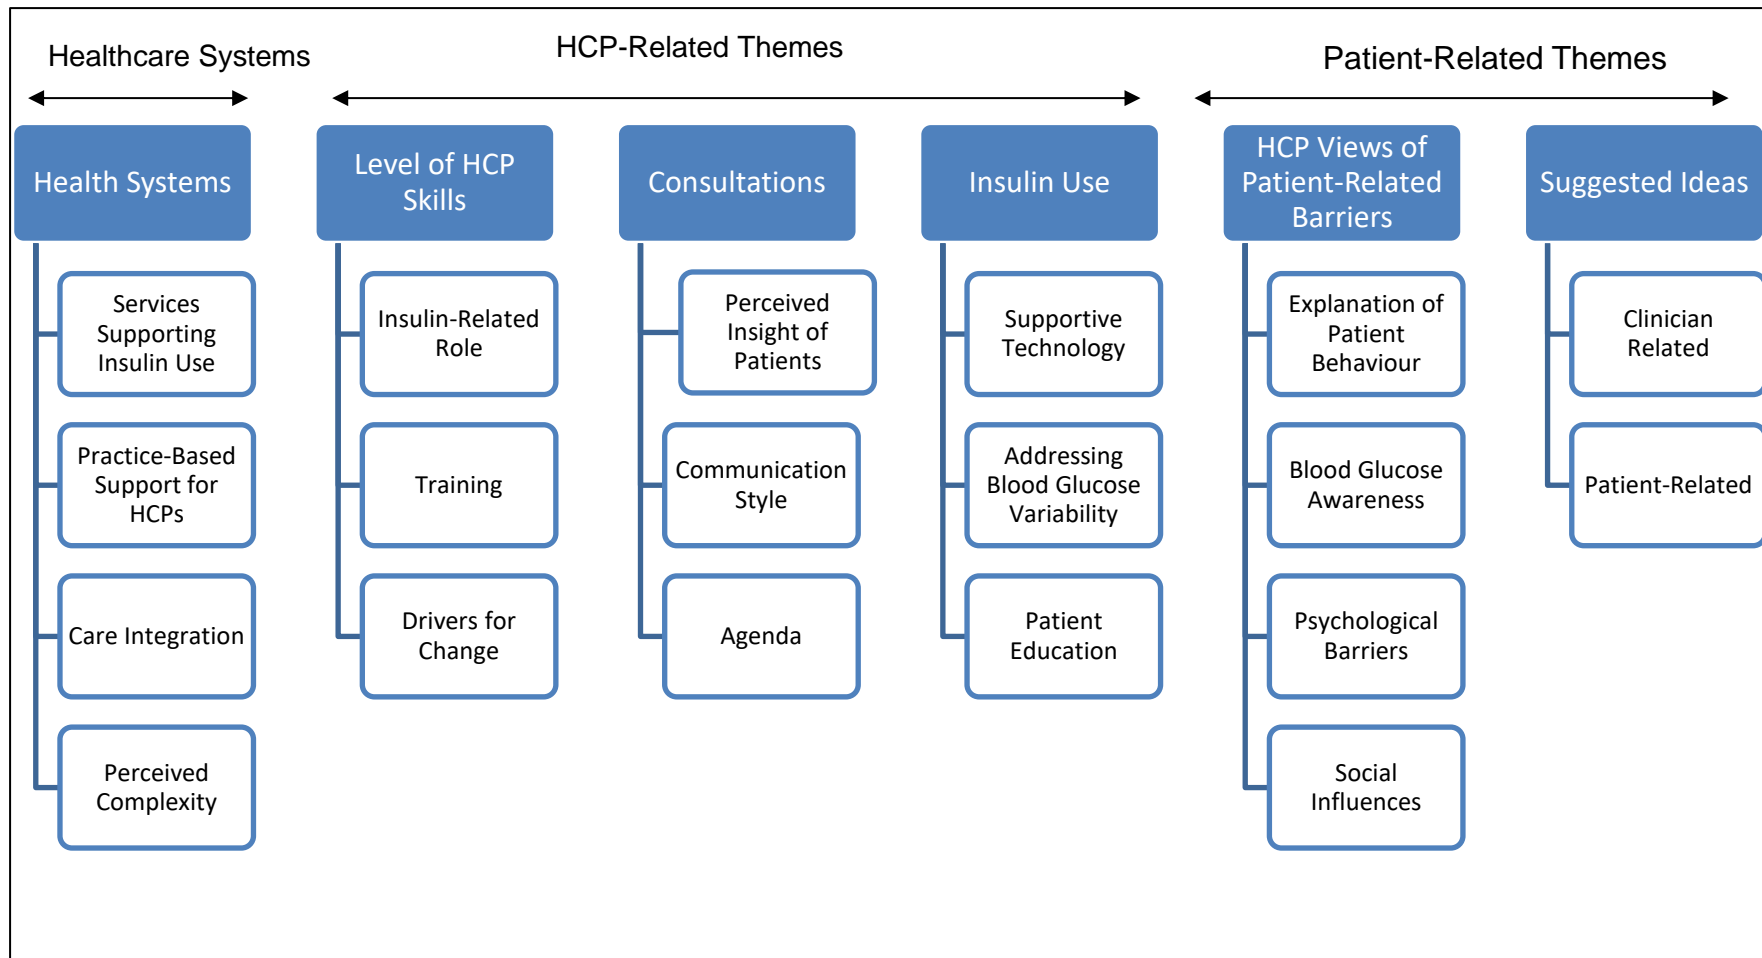 Healthcare Systems
HCP-Related Themes
Patient-Related Themes
Health Systems
Services
Supporting
Insulin Use
Practice-Based
Support for
HCPs
Care Integration
Perceived
Complexity
Level of HCP
Skills
Insulin-Related
Role
Training
Drivers for
Change
Consultations
Perceived
Insight of
Patients
Communication
Style
Agenda
Insulin Use
Supportive
Technology
Addressing
Blood Glucose
Variability
Patient
Education
HCP Views of
Patient-Related
Barriers
Explanation of
Patient
Behaviour
Blood Glucose
Awareness
Psychological
Barriers
Social
Influences
Suggested Ideas
Clinician
Related
Patient-Related